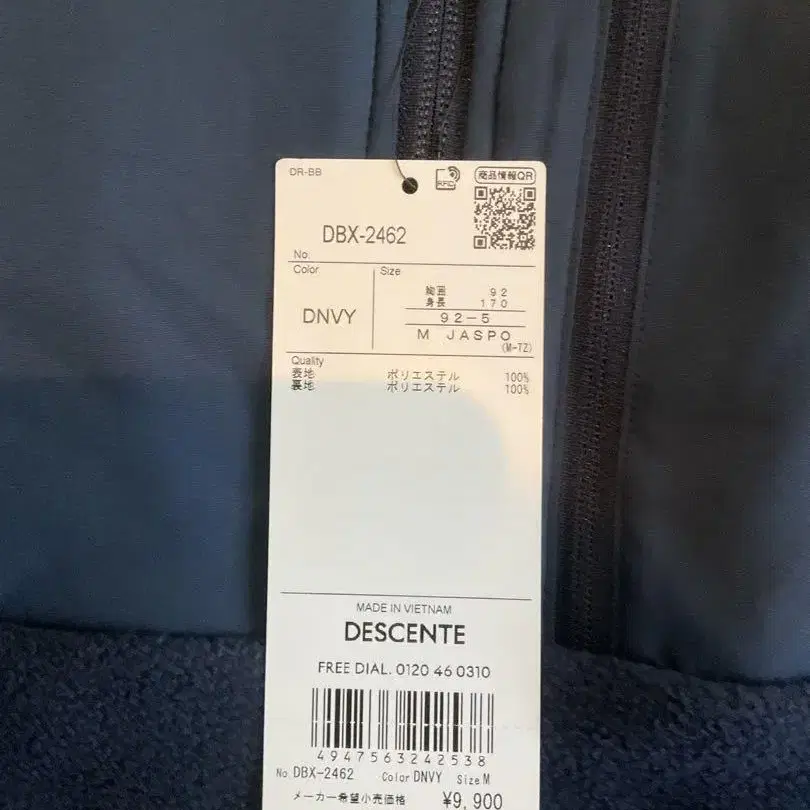 DR-BB
RFID
商品情報QR
DBX-2462
No.
Color
Size
胸囲 92
身長 170
DNVY
92-5
M JASPO
(M-TZ)
Quality
表地 ポリエステル 100%
裏地 ポリエステル 100%
MADE IN VIETNAM
DESCENTE
FREE DIAL. 0120 46 0310
4947563242538
No. DBX-2462 Color DNVY Size M
メーカー希望小売価格 ¥9,900